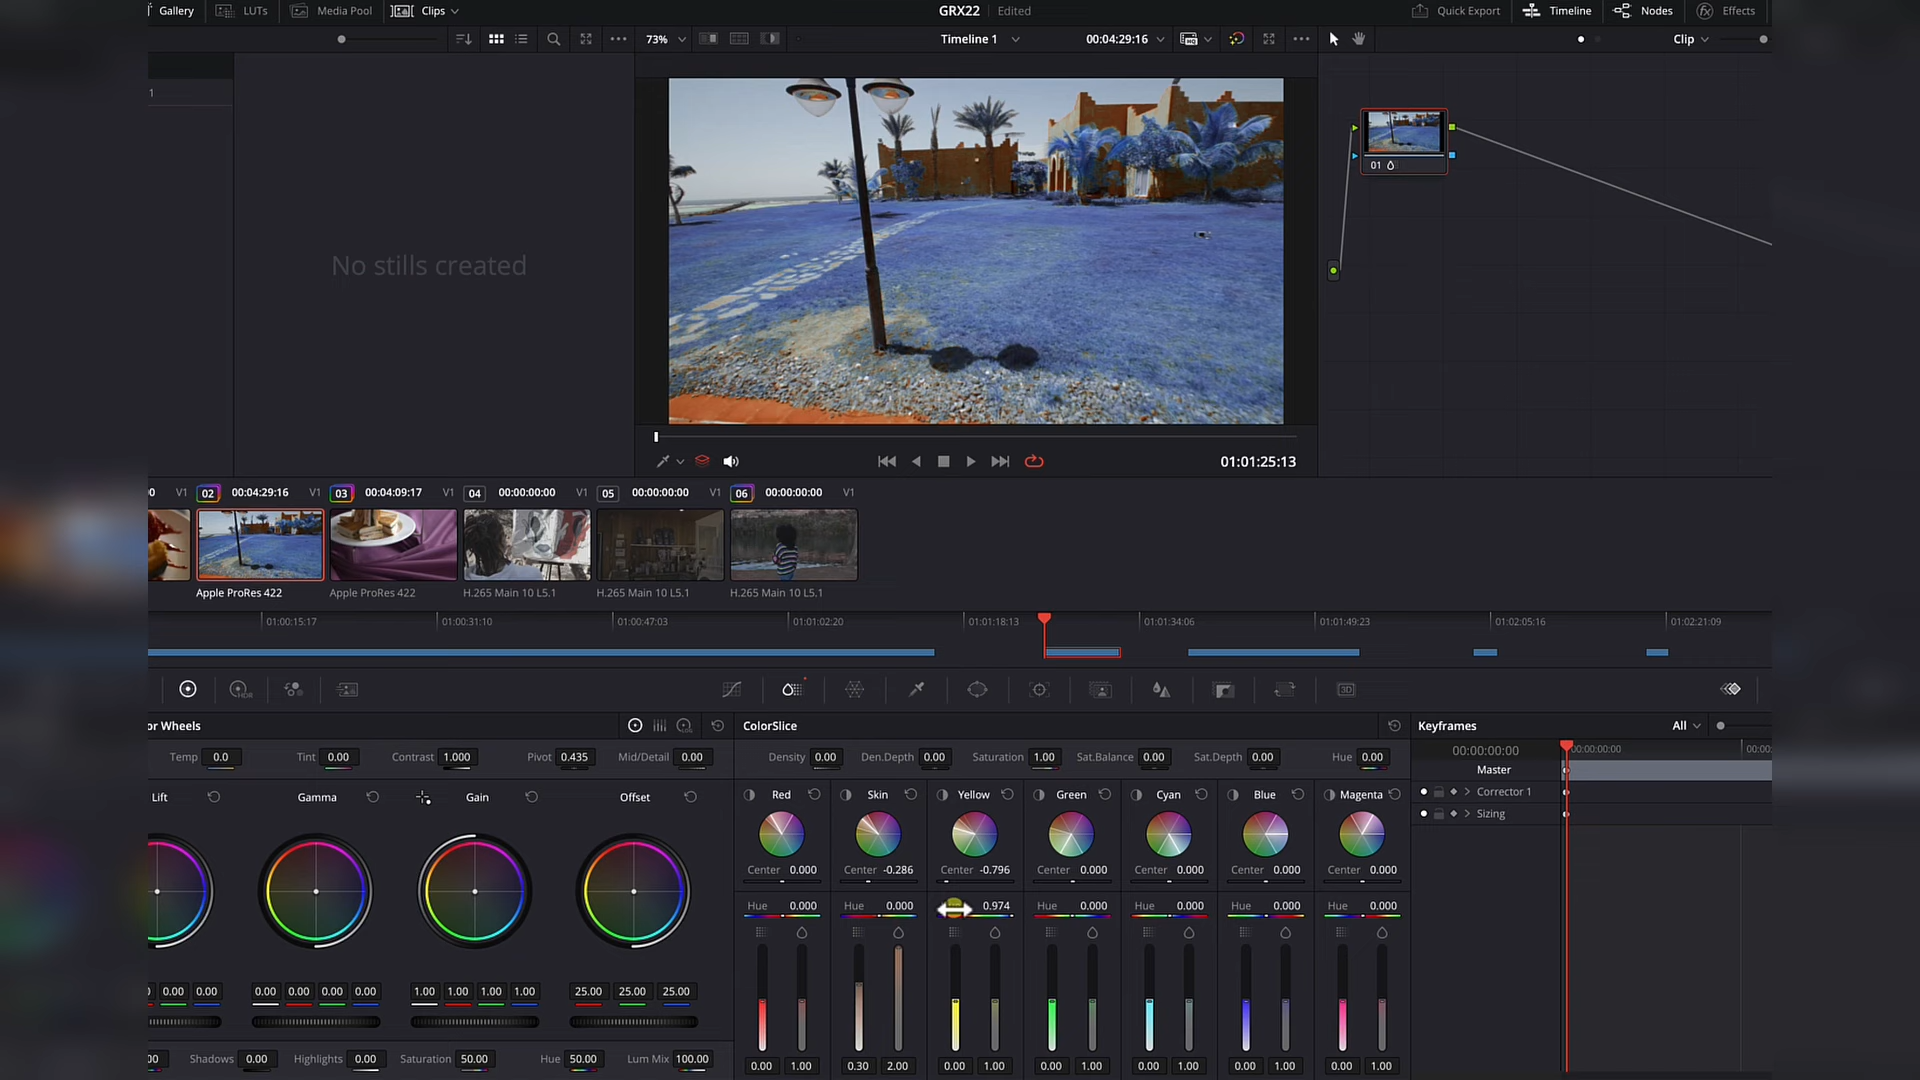 Gallery LUTs Media Pool Clips GRX22 Edited Quick Export Timeline Nodes Effects
73% Timeline 1 00:04:29:16 Clip
1
No stills created
01
01:01:25:13
V1 02 00:04:29:16 V1 03 00:04:09:17 V1 04 00:00:00:00 V1 05 00:00:00:00 V1 06 00:00:00:00 V1
Apple ProRes 422 Apple ProRes 422 H.265 Main 10 L5.1 H.265 Main 10 L5.1 H.265 Main 10 L5.1
01:00:15:17 01:00:31:10 01:00:47:03 01:01:02:20 01:01:18:13 01:01:34:06 01:01:49:23 01:02:05:16 01:02:21:09
or Wheels ColorSlice Keyframes All
Temp 0.0 Tint 0.00 Contrast 1.000 Pivot 0.435 Mid/Detail 0.00 Density 0.00 Den.Depth 0.00 Saturation 1.00 Sat.Balance 0.00 Sat.Depth 0.00 Hue 0.00 00:00:00:00 00:00:00:00 00:00:
Master
Lift Gamma Gain Offset Red Skin Yellow Green Cyan Blue Magenta Corrector 1
Sizing
Center 0.000 Center -0.286 Center -0.796 Center 0.000 Center 0.000 Center 0.000 Center 0.000
Hue 0.000 Hue 0.000 0.974 Hue 0.000 Hue 0.000 Hue 0.000 Hue 0.000
0.00 0.00 0.00 0.00 0.00 0.00 1.00 1.00 1.00 1.00 25.00 25.00 25.00
Shadows 0.00 Highlights 0.00 Saturation 50.00 Hue 50.00 Lum Mix 100.00 0.00 1.00 0.30 2.00 0.00 1.00 0.00 1.00 0.00 1.00 0.00 1.00 0.00 1.00